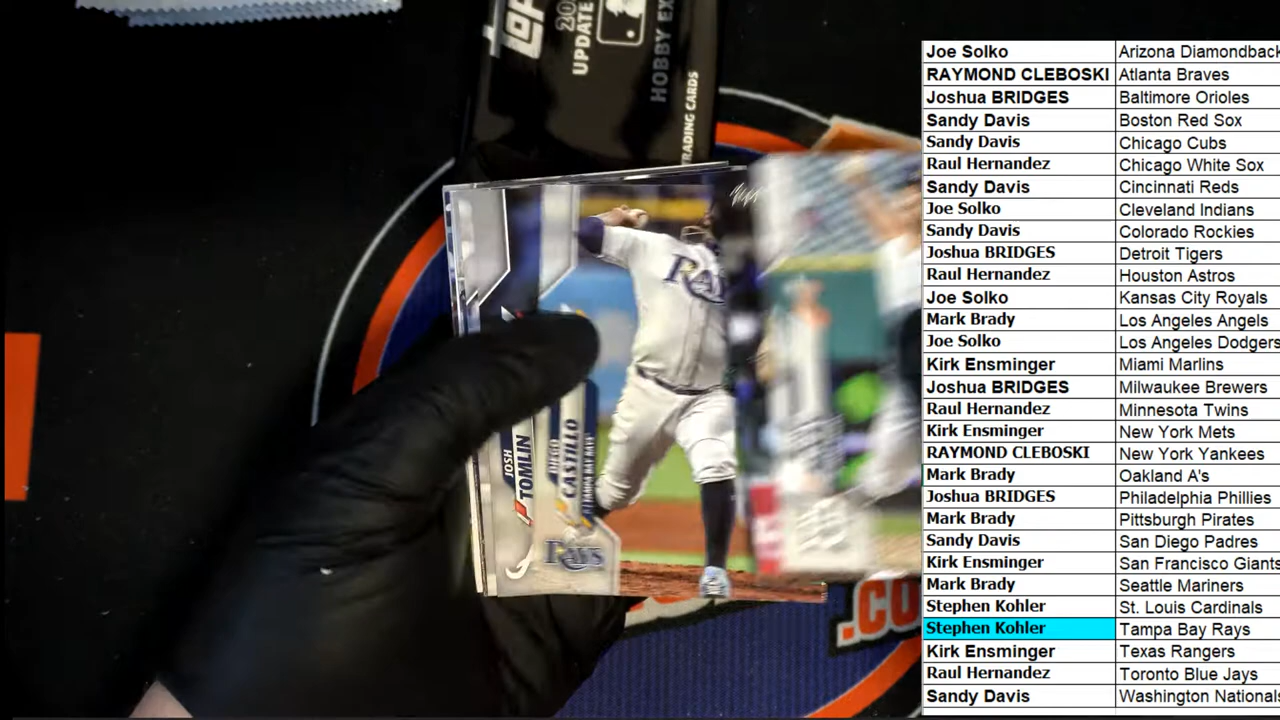 TOPPS
20
UPDATE
HOBBY EX
TRADING CARDS
JOSH
TOMLIN
DIEGO
CASTILLO
TAMPA BAY RAYS
RAYS
RA
.CO
Joe Solko Arizona Diamondback
RAYMOND CLEBOSKI Atlanta Braves
Joshua BRIDGES Baltimore Orioles
Sandy Davis Boston Red Sox
Sandy Davis Chicago Cubs
Raul Hernandez Chicago White Sox
Sandy Davis Cincinnati Reds
Joe Solko Cleveland Indians
Sandy Davis Colorado Rockies
Joshua BRIDGES Detroit Tigers
Raul Hernandez Houston Astros
Joe Solko Kansas City Royals
Mark Brady Los Angeles Angels
Joe Solko Los Angeles Dodgers
Kirk Ensminger Miami Marlins
Joshua BRIDGES Milwaukee Brewers
Raul Hernandez Minnesota Twins
Kirk Ensminger New York Mets
RAYMOND CLEBOSKI New York Yankees
Mark Brady Oakland A's
Joshua BRIDGES Philadelphia Phillies
Mark Brady Pittsburgh Pirates
Sandy Davis San Diego Padres
Kirk Ensminger San Francisco Giants
Mark Brady Seattle Mariners
Stephen Kohler St. Louis Cardinals
Stephen Kohler Tampa Bay Rays
Kirk Ensminger Texas Rangers
Raul Hernandez Toronto Blue Jays
Sandy Davis Washington Nationals